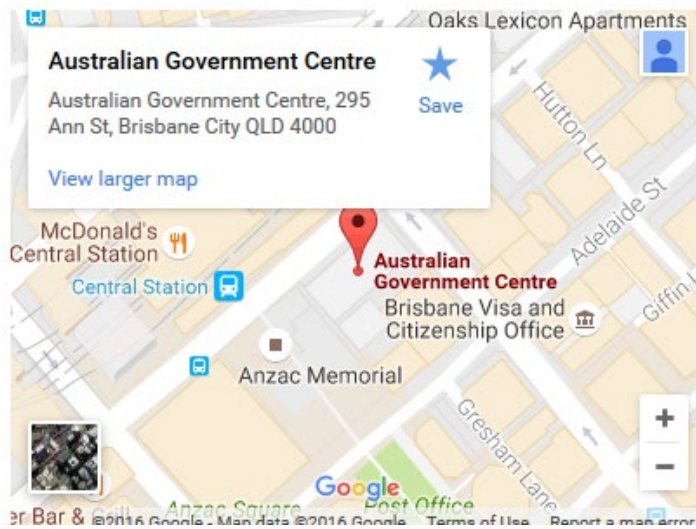 Oaks Lexicon Apartments
Australian Government Centre
Australian Government Centre, 295
Ann St, Brisbane City QLD 4000
Save
View larger map
Hutton Ln
Adelaide St
McDonald's
Central Station
Central Station
Australian
Government Centre
Giffin
Brisbane Visa and
Citizenship Office
Anzac Memorial
Gresham Lane
+
−
Google
Anzac Square
Post Office
er Bar & Grill
©2016 Google - Map data ©2016 Google
Terms of Use
Report a map error